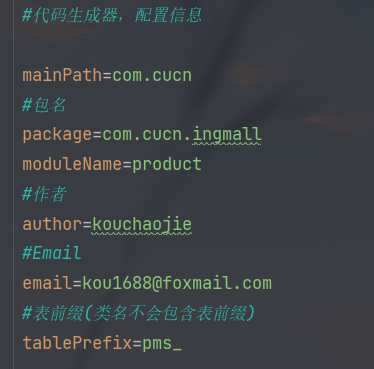 #代码生成器，配置信息
mainPath=com.cucn
#包名
package=com.cucn.ingmall
moduleName=product
#作者
author=kouchaojie
#Email
email=kou1688@foxmail.com
#表前缀(类名不会包含表前缀)
tablePrefix=pms_